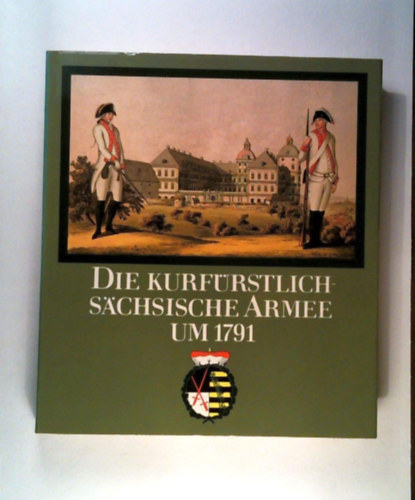 DIE KURFÜRSTLICH-
SÄCHSISCHE ARMEE
UM 1791